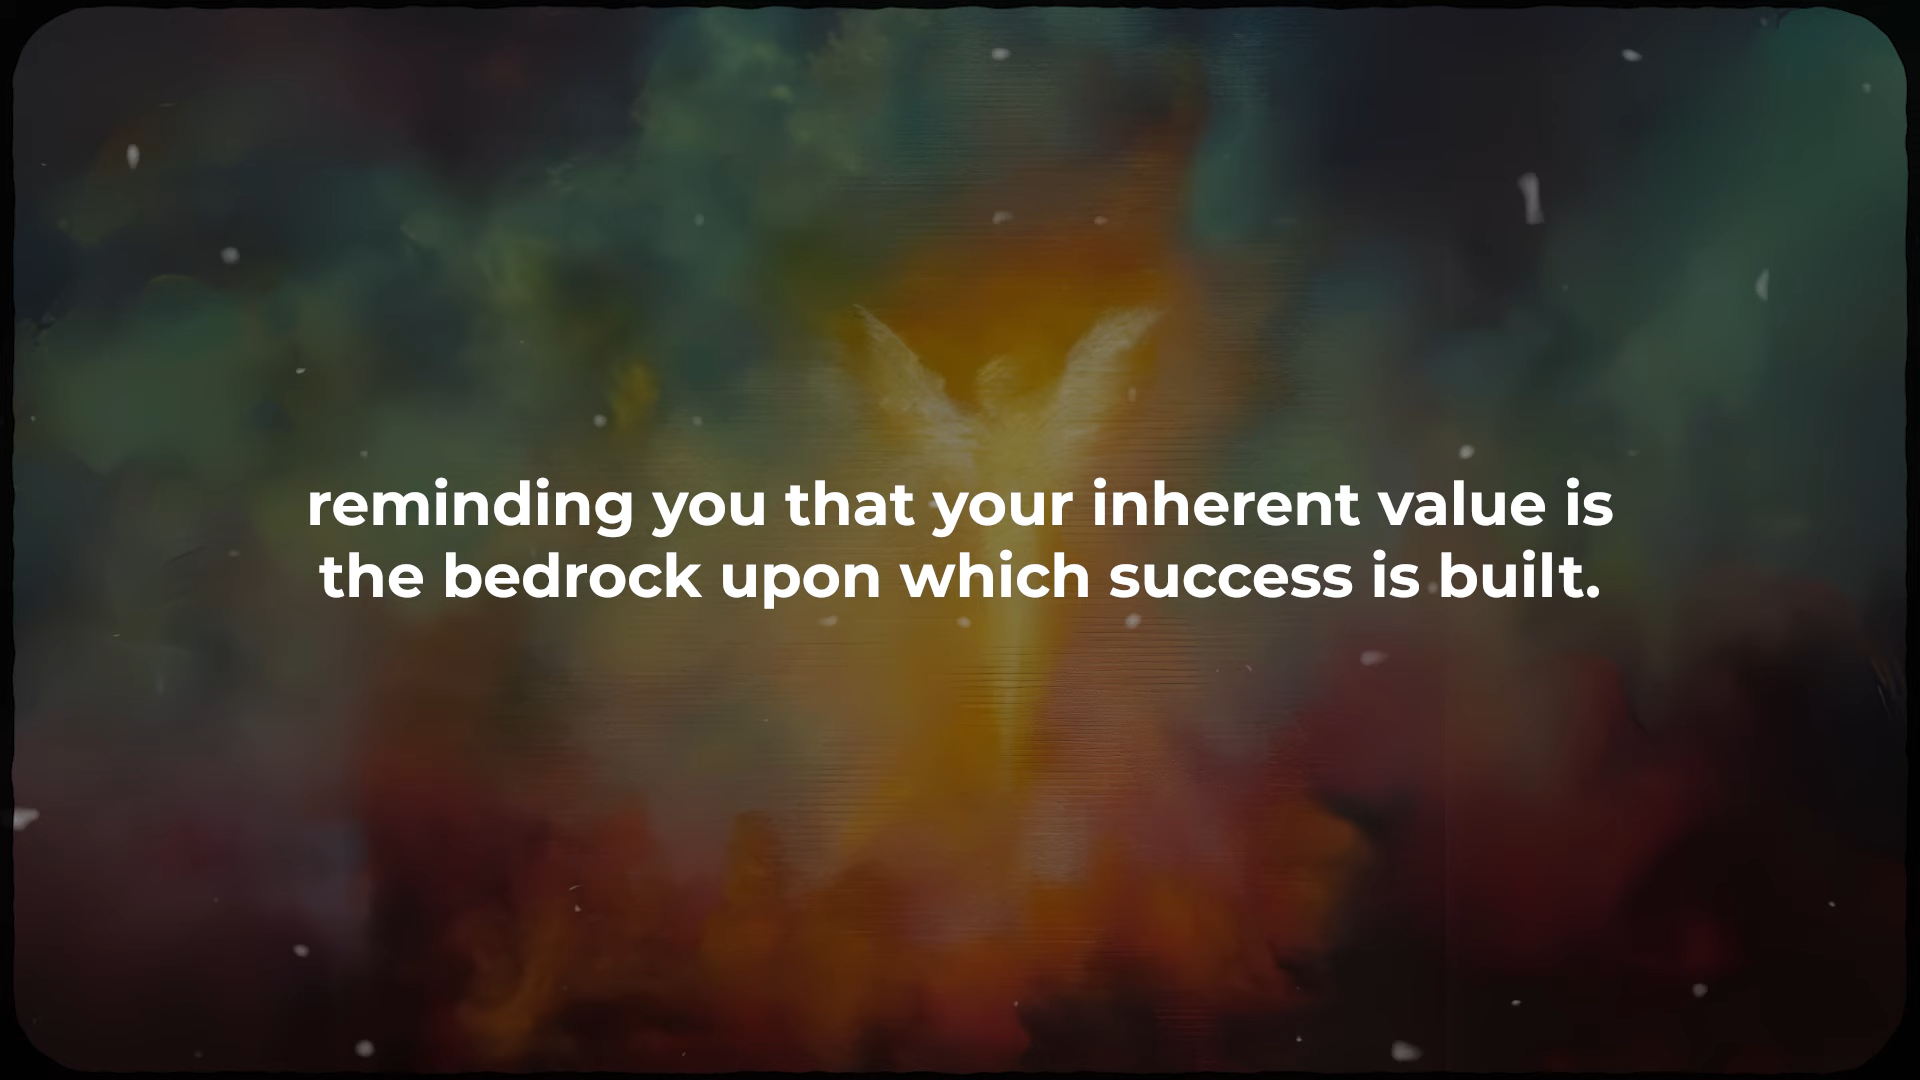 reminding you that your inherent value is
the bedrock upon which success is built.